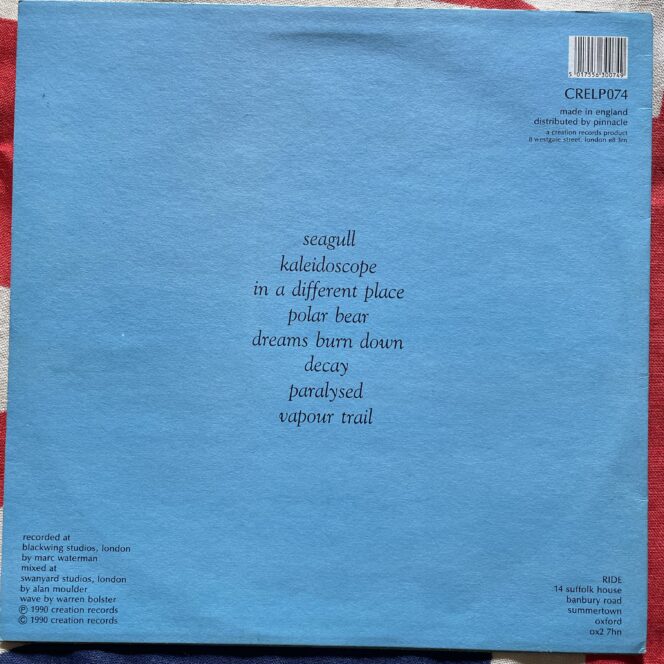 5 017556 300749
CRELP074
made in england
distributed by pinnacle
a creation records product
8 westgate street, london e8 3rn
seagull
kaleidoscope
in a different place
polar bear
dreams burn down
decay
paralysed
vapour trail
recorded at
blackwing studios, london
by marc waterman
mixed at
swanyard studios, london
by alan moulder
wave by warren bolster
℗ 1990 creation records
© 1990 creation records
RIDE
14 suffolk house
banbury road
summertown
oxford
ox2 7hn